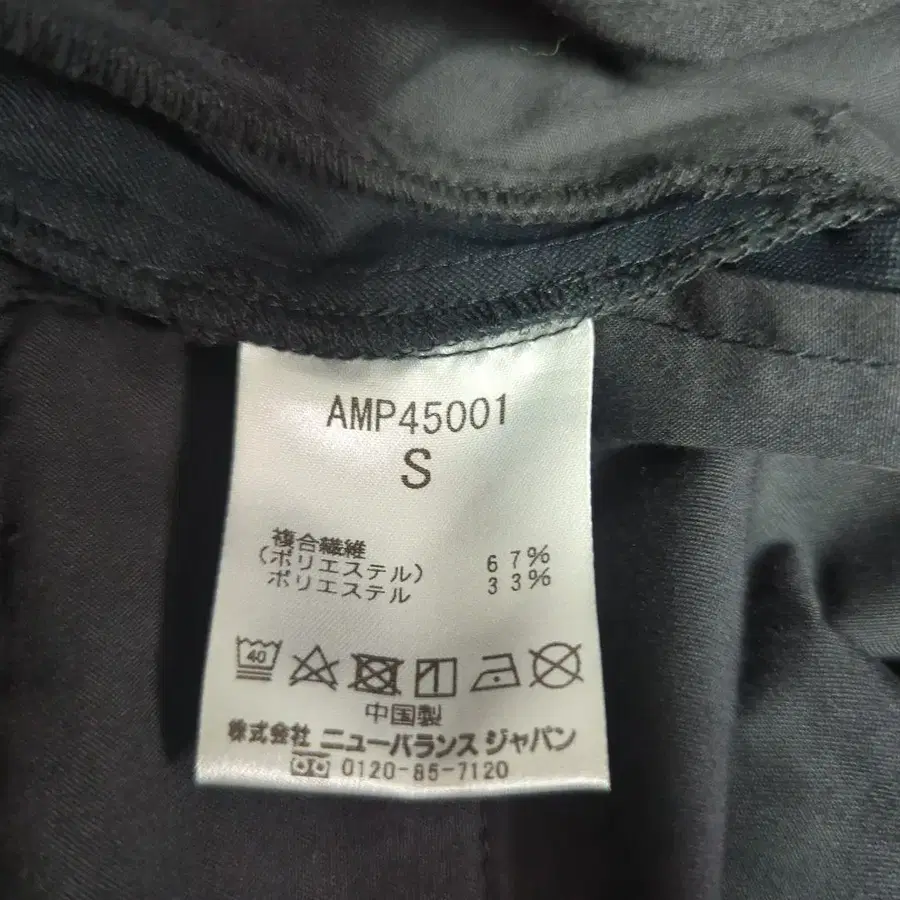 AMP45001
S
複合繊維
(ポリエステル) 67%
ポリエステル 33%
40
中国製
株式会社 ニューバランス ジャパン
0120-85-7120